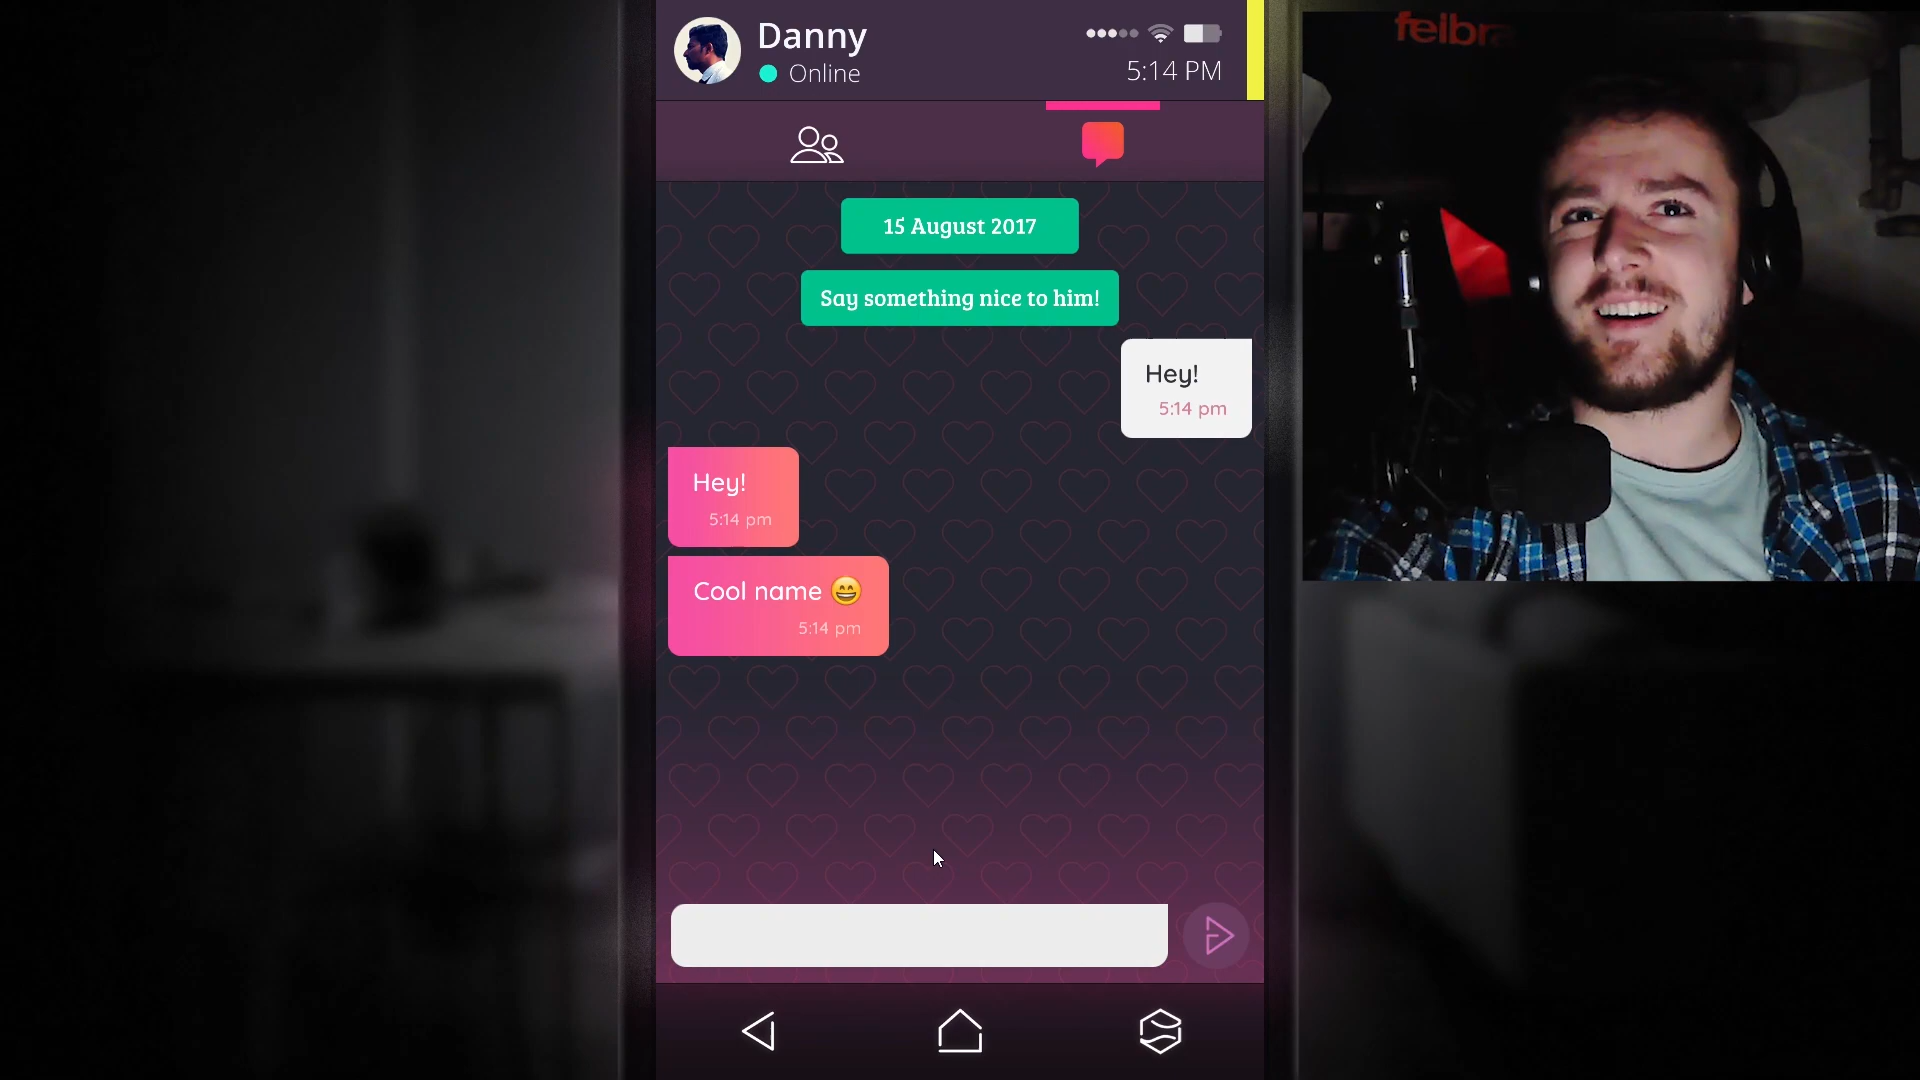 Danny
Online
5:14 PM
15 August 2017
Say something nice to him!
Hey!
5:14 pm
Hey!
5:14 pm
Cool name 😄
5:14 pm